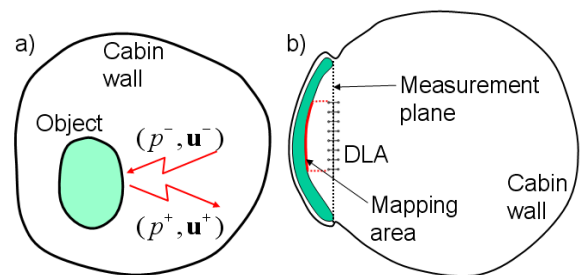 a)
Cabin
wall
Object
(p⁻, u⁻)
(p⁺, u⁺)
b)
Measurement
plane
DLA
Mapping
area
Cabin
wall